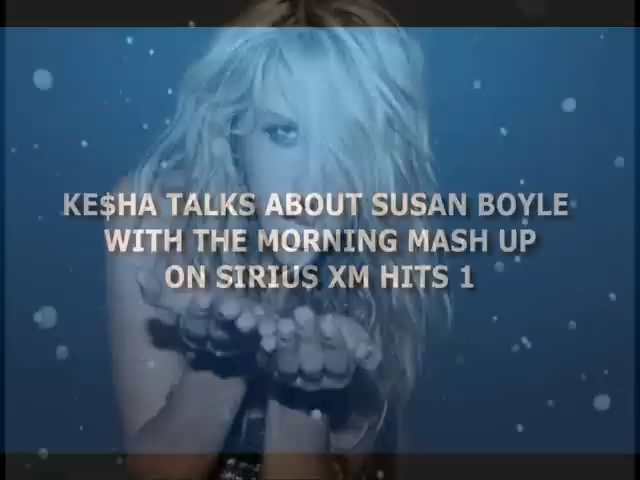 KE$HA TALKS ABOUT SUSAN BOYLE
WITH THE MORNING MASH UP
ON SIRIUS XM HITS 1